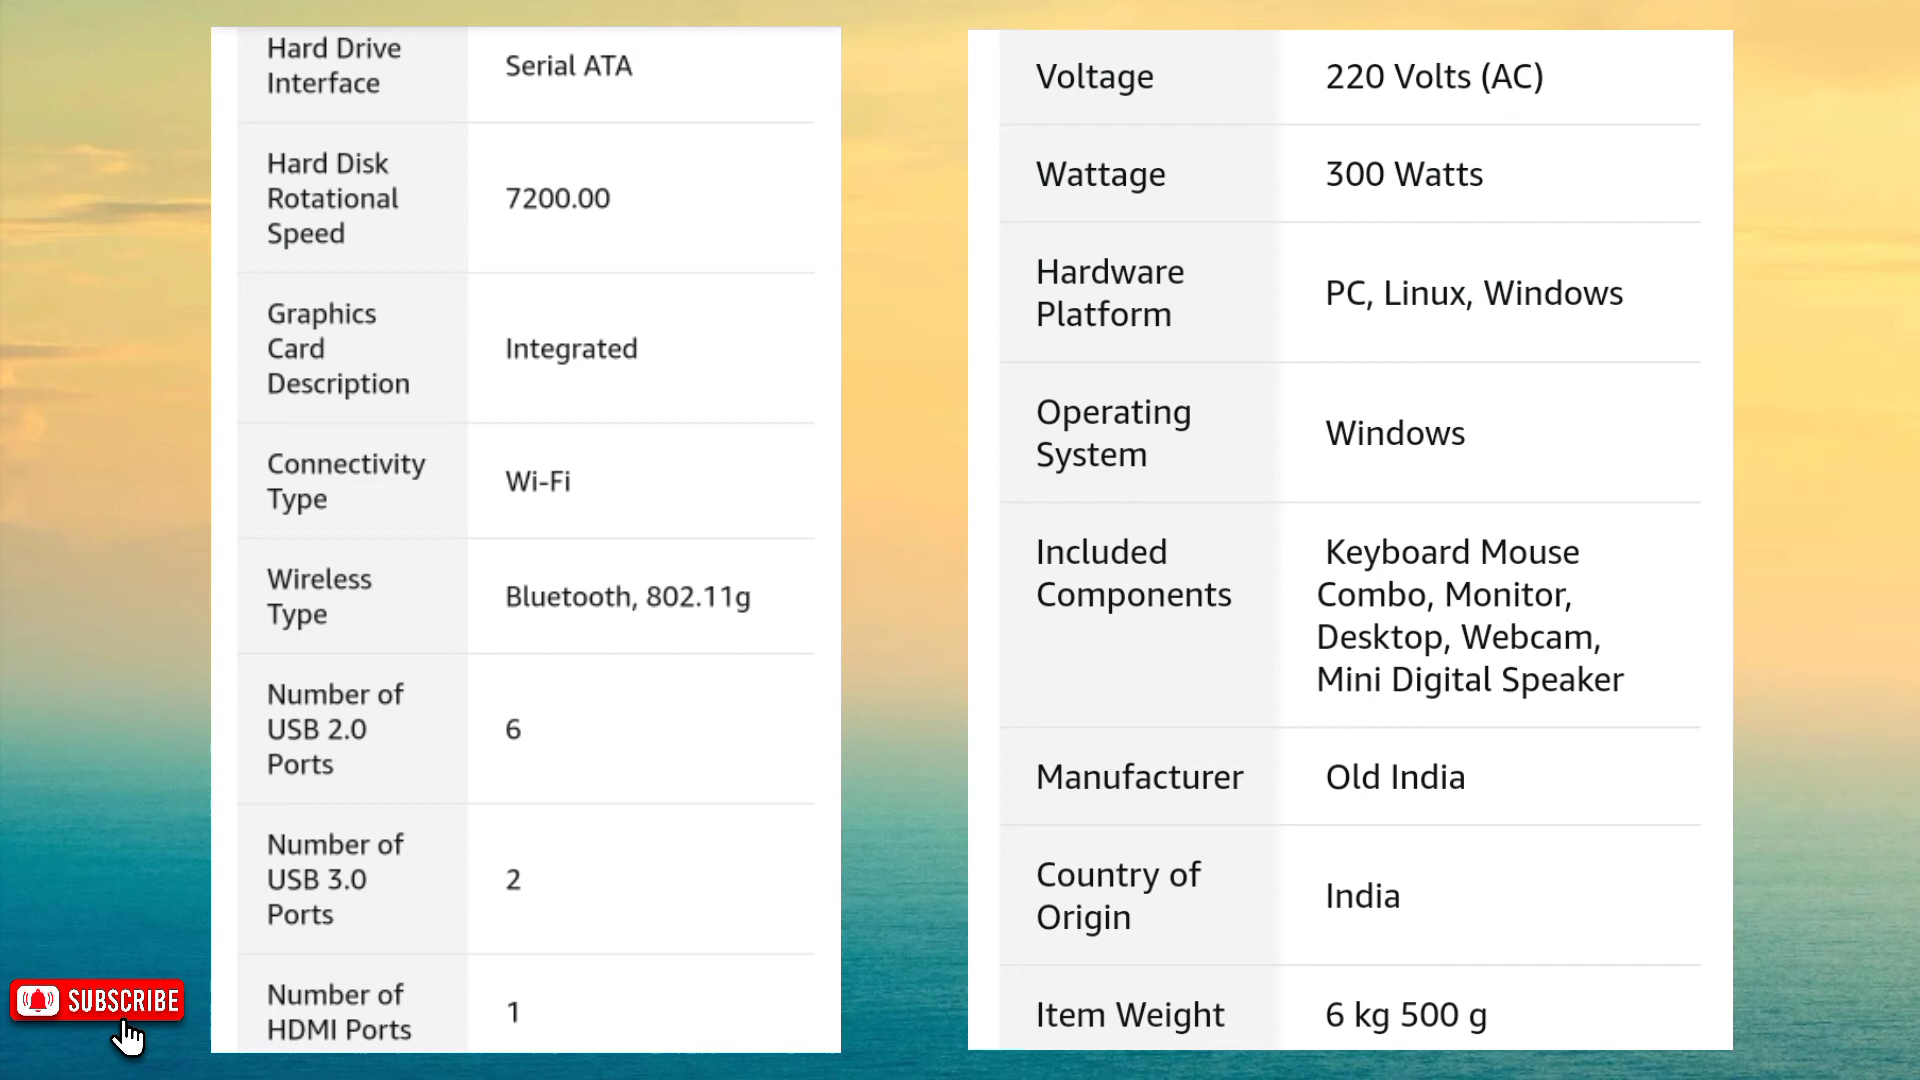 Hard Drive
Interface
Serial ATA
Hard Disk
Rotational
Speed
7200.00
Graphics
Card
Description
Integrated
Connectivity
Type
Wi-Fi
Wireless
Type
Bluetooth, 802.11g
Number of
USB 2.0
Ports
6
Number of
USB 3.0
Ports
2
Number of
HDMI Ports
1
Voltage
220 Volts (AC)
Wattage
300 Watts
Hardware
Platform
PC, Linux, Windows
Operating
System
Windows
Included
Components
Keyboard Mouse
Combo, Monitor,
Desktop, Webcam,
Mini Digital Speaker
Manufacturer
Old India
Country of
Origin
India
Item Weight
6 kg 500 g
SUBSCRIBE